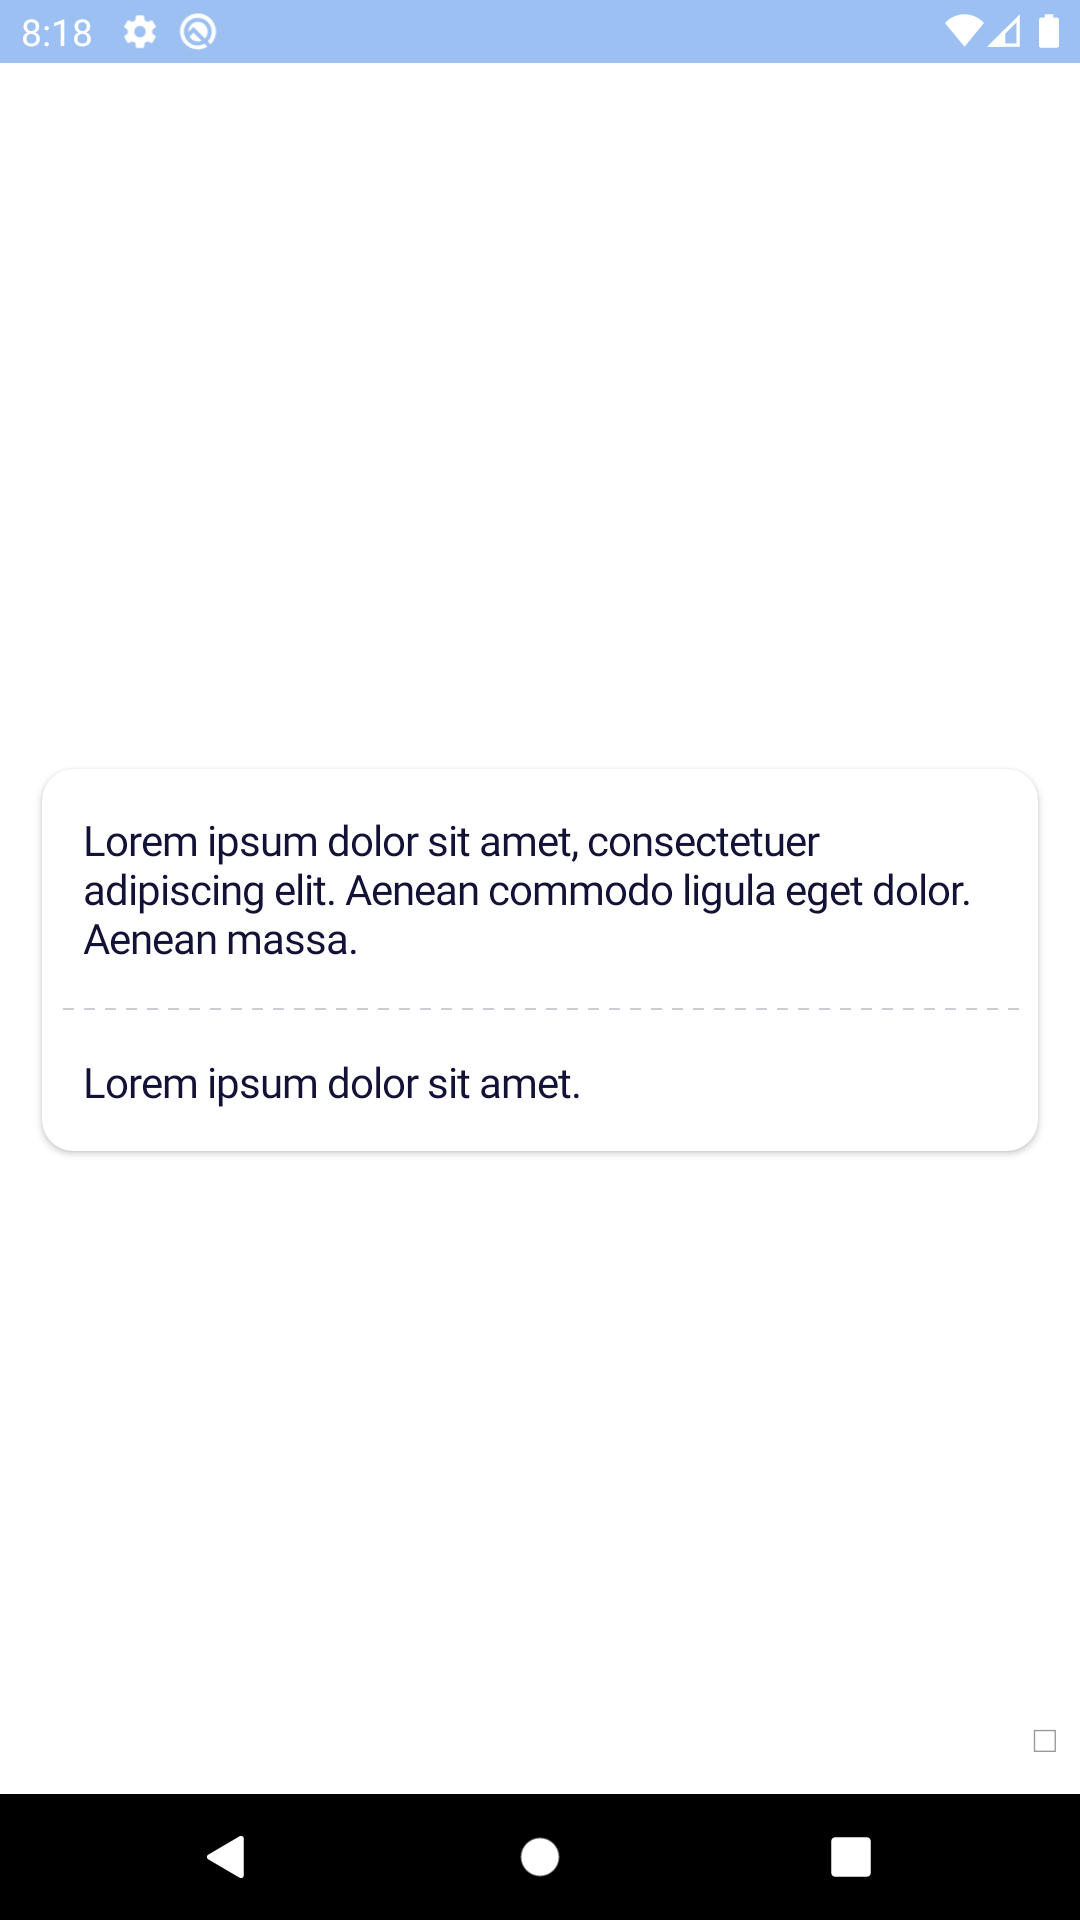 8:18
Lorem ipsum dolor sit amet, consectetuer
adipiscing elit. Aenean commodo ligula eget dolor.
Aenean massa.
Lorem ipsum dolor sit amet.